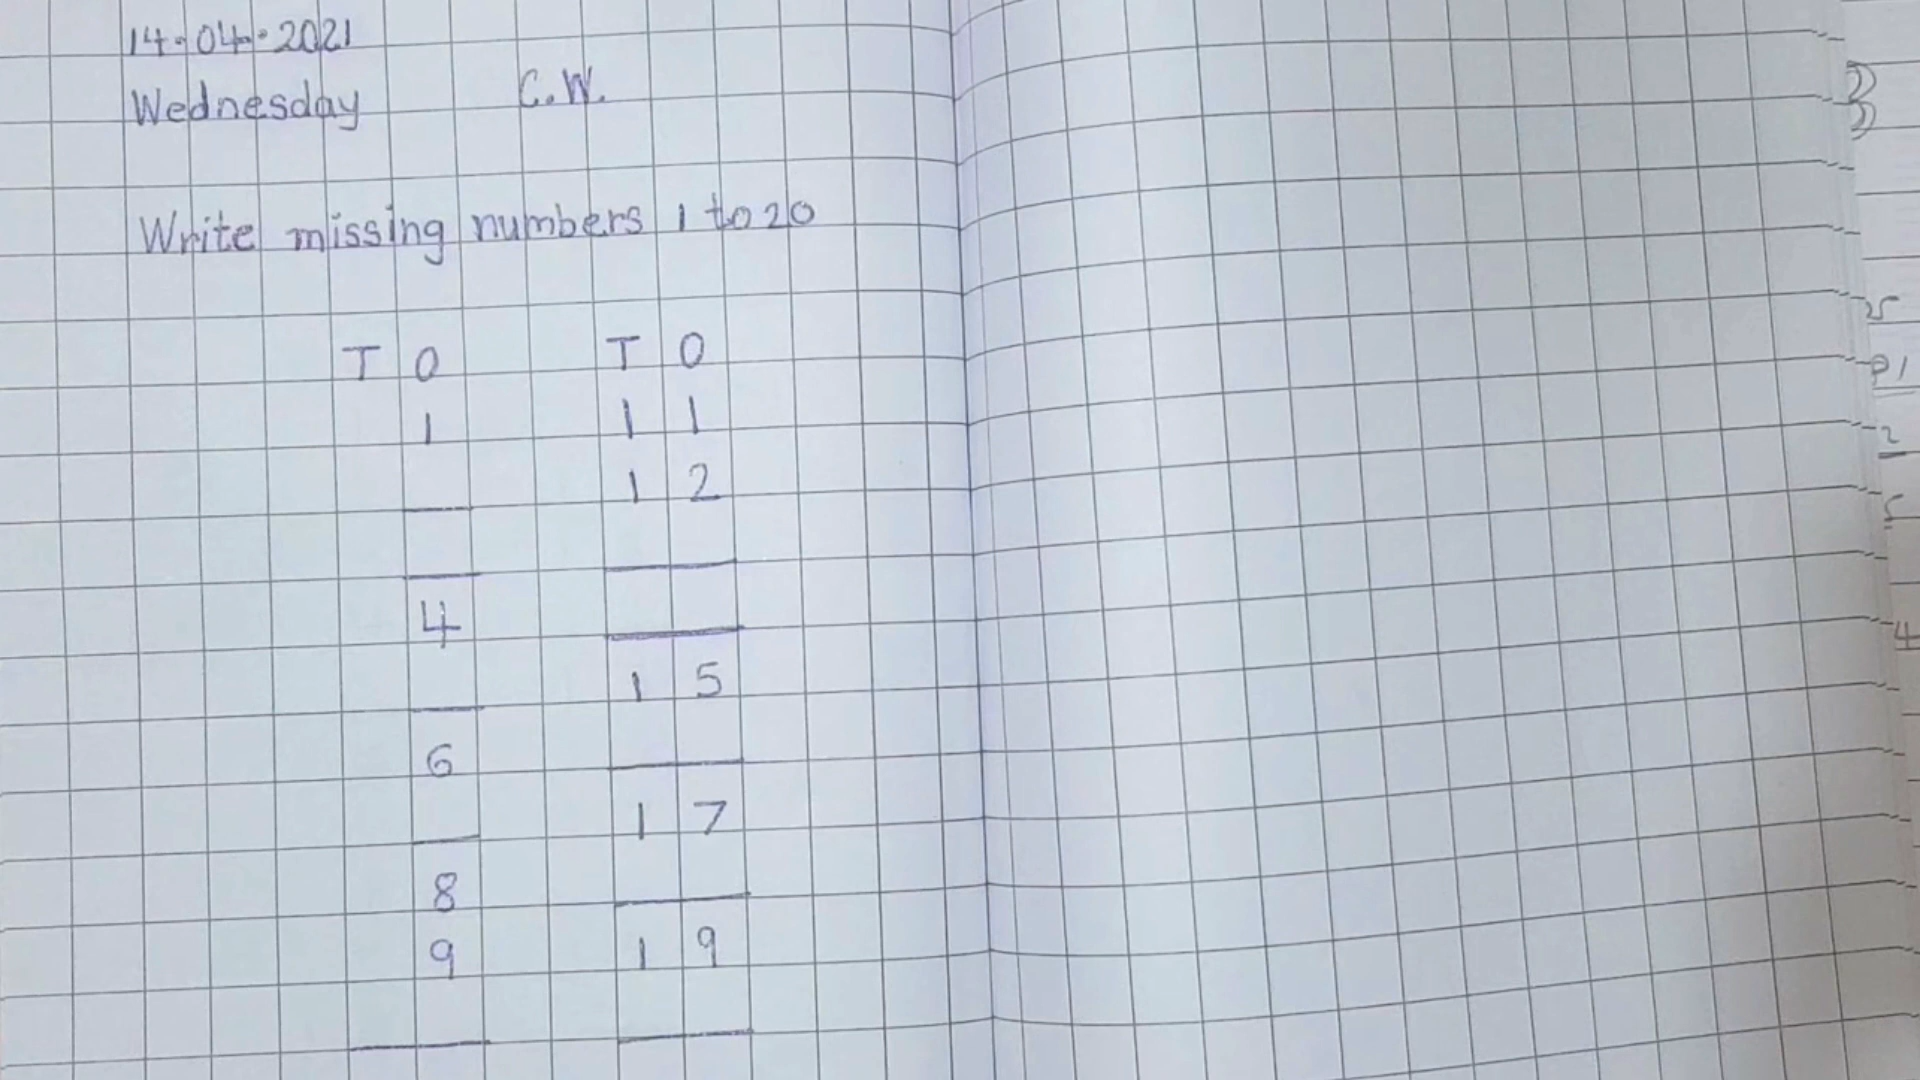 14.04.2021
Wednesday C.W.
Write missing numbers 1 to 20
T O T O
1 1 1
_ 1 2
_ _
4 _
_ 1 5
6 _
_ 1 7
8 _
9 1 9
_ _